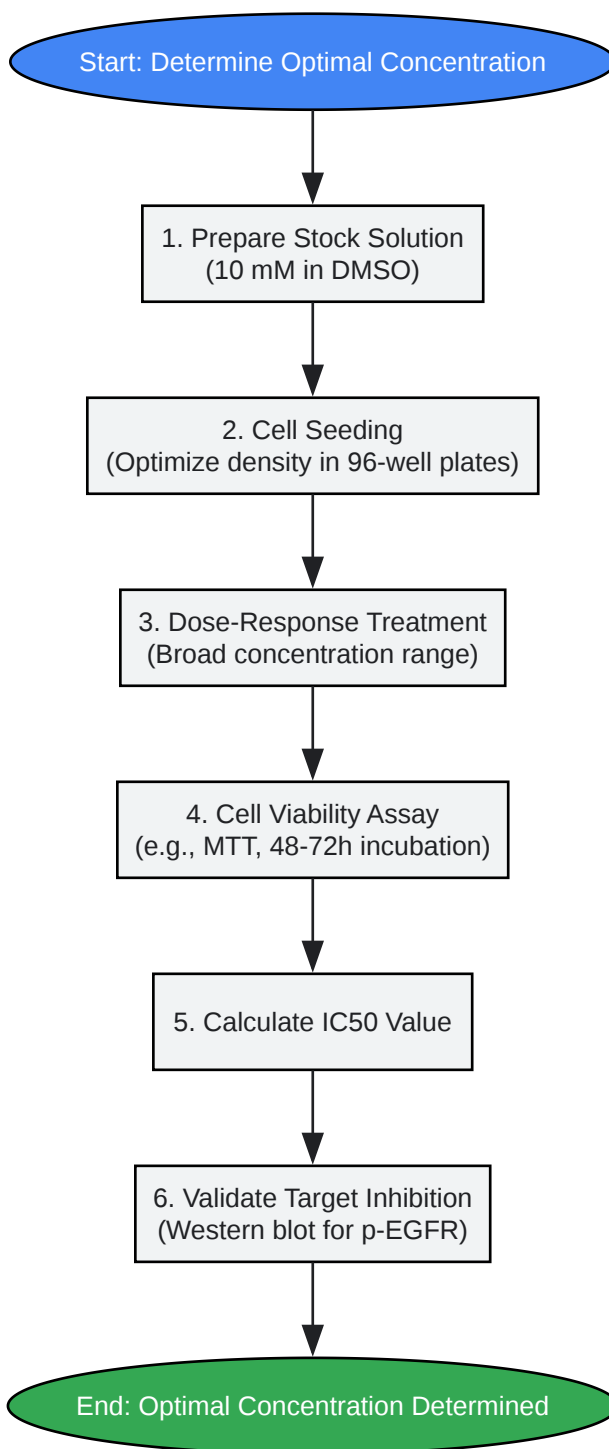 Start: Determine Optimal Concentration
1. Prepare Stock Solution
(10 mM in DMSO)
2. Cell Seeding
(Optimize density in 96-well plates)
3. Dose-Response Treatment
(Broad concentration range)
4. Cell Viability Assay
(e.g., MTT, 48-72h incubation)
5. Calculate IC50 Value
6. Validate Target Inhibition
(Western blot for p-EGFR)
End: Optimal Concentration Determined